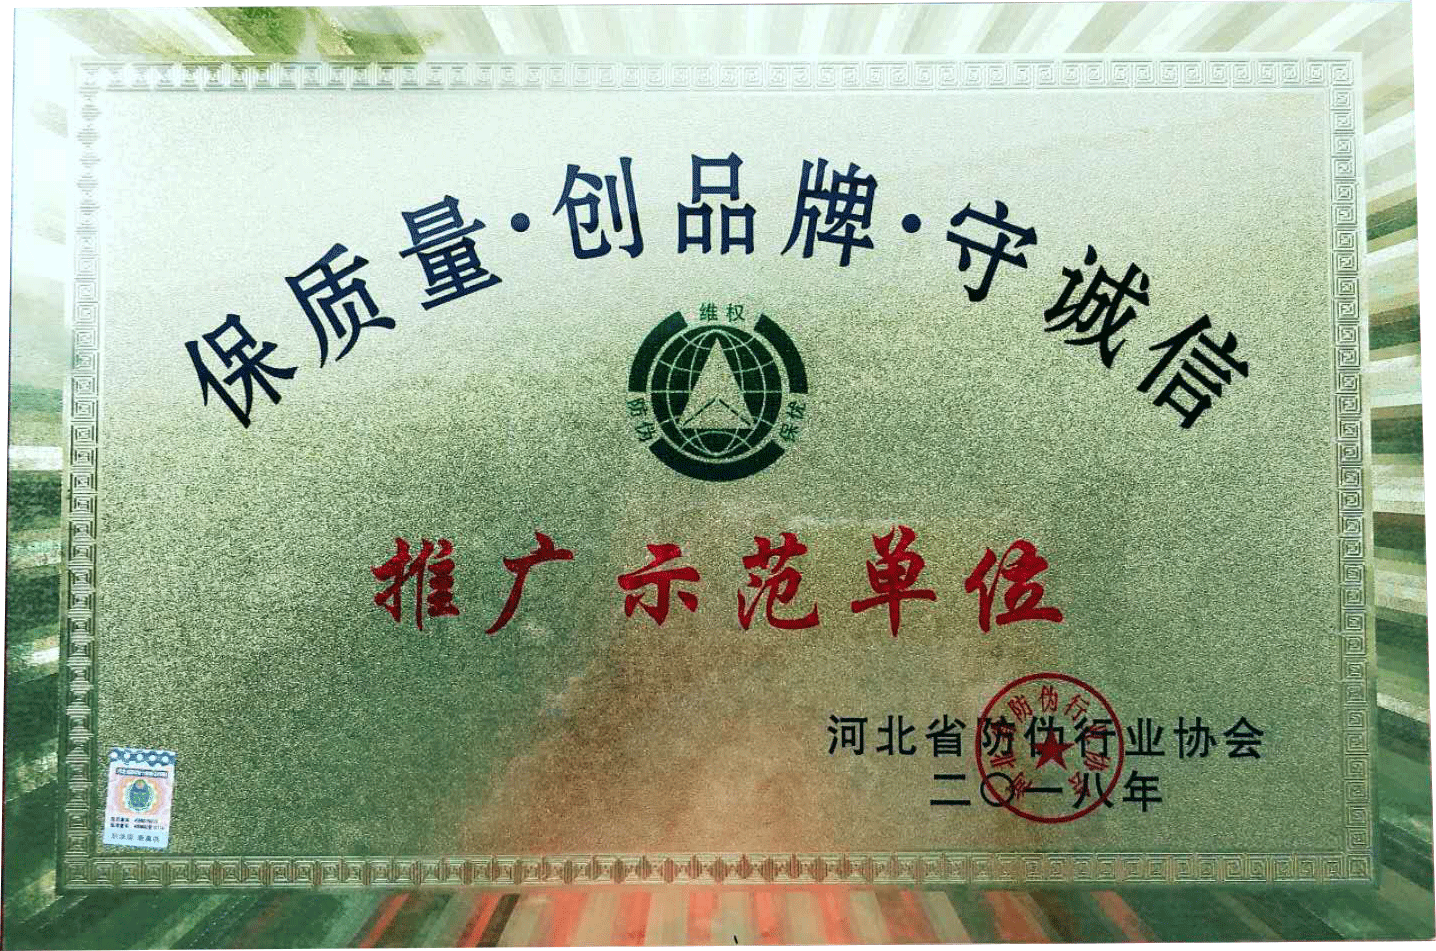 保质量·创品牌·守诚信
维权
防伪
保优
推广示范单位
河北省防伪行业协会
二〇一八年